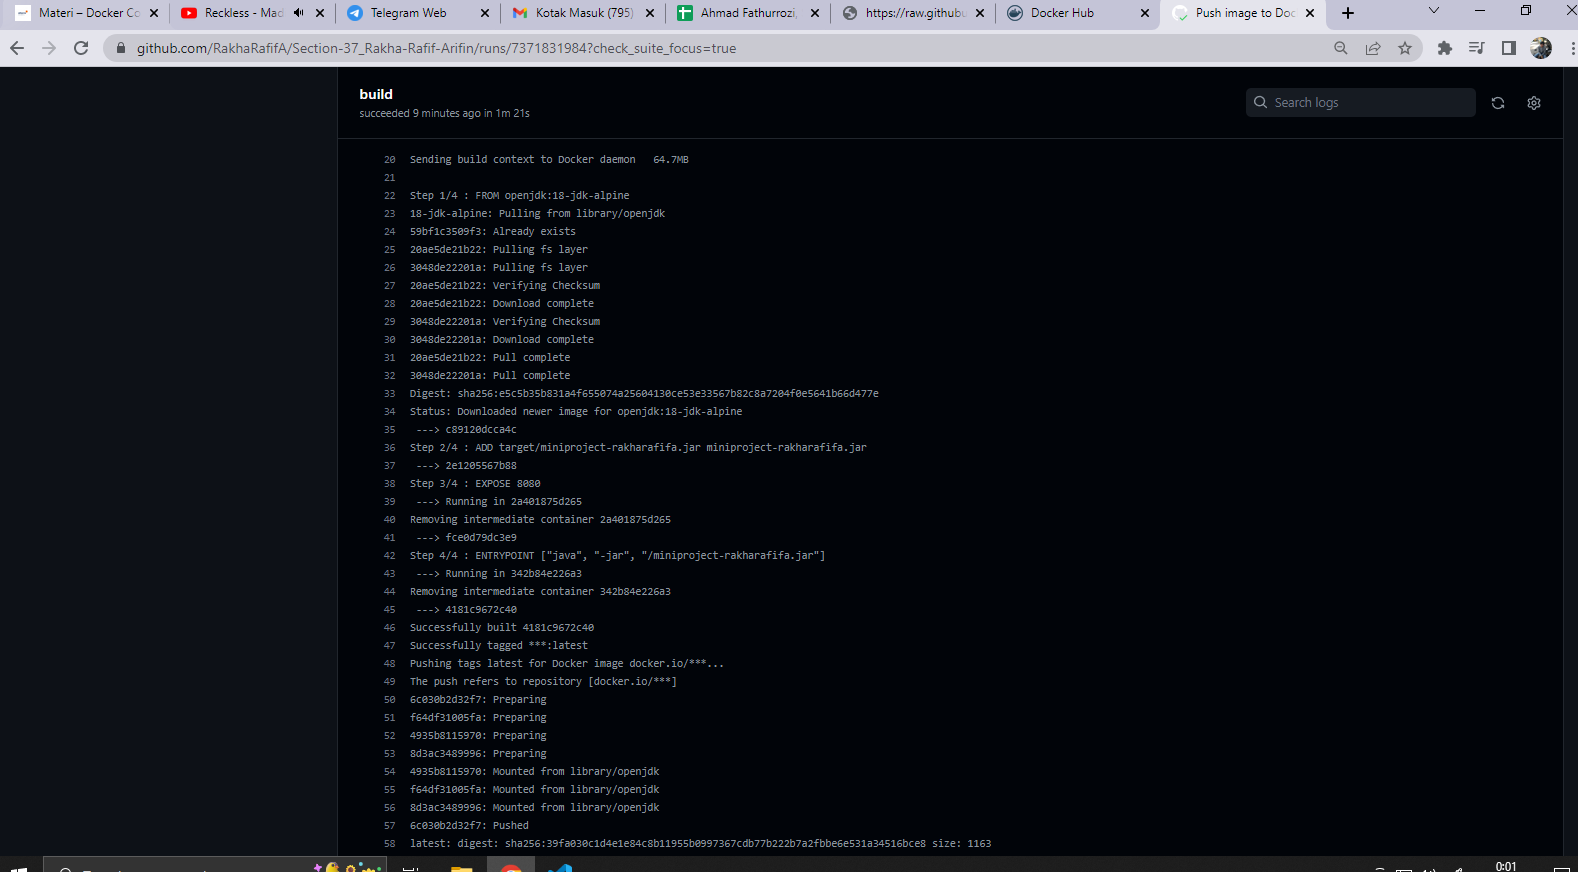 Materi – Docker Co
Reckless - Mad
Telegram Web
Kotak Masuk (795)
Ahmad Fathurrozi,
https://raw.githubu
Docker Hub
Push image to Doc
github.com/RakhaRafifA/Section-37_Rakha-Rafif-Arifin/runs/7371831984?check_suite_focus=true
build
succeeded 9 minutes ago in 1m 21s
Search logs
20 Sending build context to Docker daemon 64.7MB
21
22 Step 1/4 : FROM openjdk:18-jdk-alpine
23 18-jdk-alpine: Pulling from library/openjdk
24 59bf1c3509f3: Already exists
25 20ae5de21b22: Pulling fs layer
26 3048de22201a: Pulling fs layer
27 20ae5de21b22: Verifying Checksum
28 20ae5de21b22: Download complete
29 3048de22201a: Verifying Checksum
30 3048de22201a: Download complete
31 20ae5de21b22: Pull complete
32 3048de22201a: Pull complete
33 Digest: sha256:e5c5b35b831a4f655074a25604130ce53e33567b82c8a7204f0e5641b66d477e
34 Status: Downloaded newer image for openjdk:18-jdk-alpine
35 ---> c89120dcca4c
36 Step 2/4 : ADD target/miniproject-rakharafifa.jar miniproject-rakharafifa.jar
37 ---> 2e1205567b88
38 Step 3/4 : EXPOSE 8080
39 ---> Running in 2a401875d265
40 Removing intermediate container 2a401875d265
41 ---> fce0d79dc3e9
42 Step 4/4 : ENTRYPOINT ["java", "-jar", "/miniproject-rakharafifa.jar"]
43 ---> Running in 342b84e226a3
44 Removing intermediate container 342b84e226a3
45 ---> 4181c9672c40
46 Successfully built 4181c9672c40
47 Successfully tagged ***:latest
48 Pushing tags latest for Docker image docker.io/***...
49 The push refers to repository [docker.io/***]
50 6c030b2d32f7: Preparing
51 f64df31005fa: Preparing
52 4935b8115970: Preparing
53 8d3ac3489996: Preparing
54 4935b8115970: Mounted from library/openjdk
55 f64df31005fa: Mounted from library/openjdk
56 8d3ac3489996: Mounted from library/openjdk
57 6c030b2d32f7: Pushed
58 latest: digest: sha256:39fa030c1d4e1e84c8b11955b0997367cdb77b222b7a2fbbe6e531a34516bce8 size: 1163
0:01